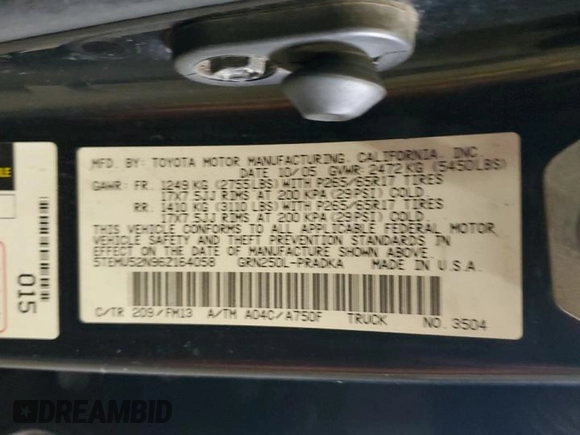 MFD. BY: TOYOTA MOTOR MANUFACTURING, CALIFORNIA, INC.
DATE 10/05 GVWR: 2472 KG (5450LBS)
GAWR: FR. 1249 KG (2755LBS) WITH P265/65R17 TIRES
17X7.5JJ RIMS AT 200 KPA (29PSI) COLD
RR. 1410 KG (3110LBS) WITH P265/65R17 TIRES
17X7.5JJ RIMS AT 200 KPA (29PSI) COLD
THIS VEHICLE CONFORMS TO ALL APPLICABLE FEDERAL MOTOR
VEHICLE SAFETY AND THEFT PREVENTION STANDARDS IN
EFFECT ON THE DATE OF MANUFACTURE SHOWN ABOVE.
5TEMU52N96Z164058 GRN250L-PRADKA MADE IN U.S.A.
C/TR 209/FM13 A/TM A04C/A750F TRUCK NO. 3504
015
DREAMBID